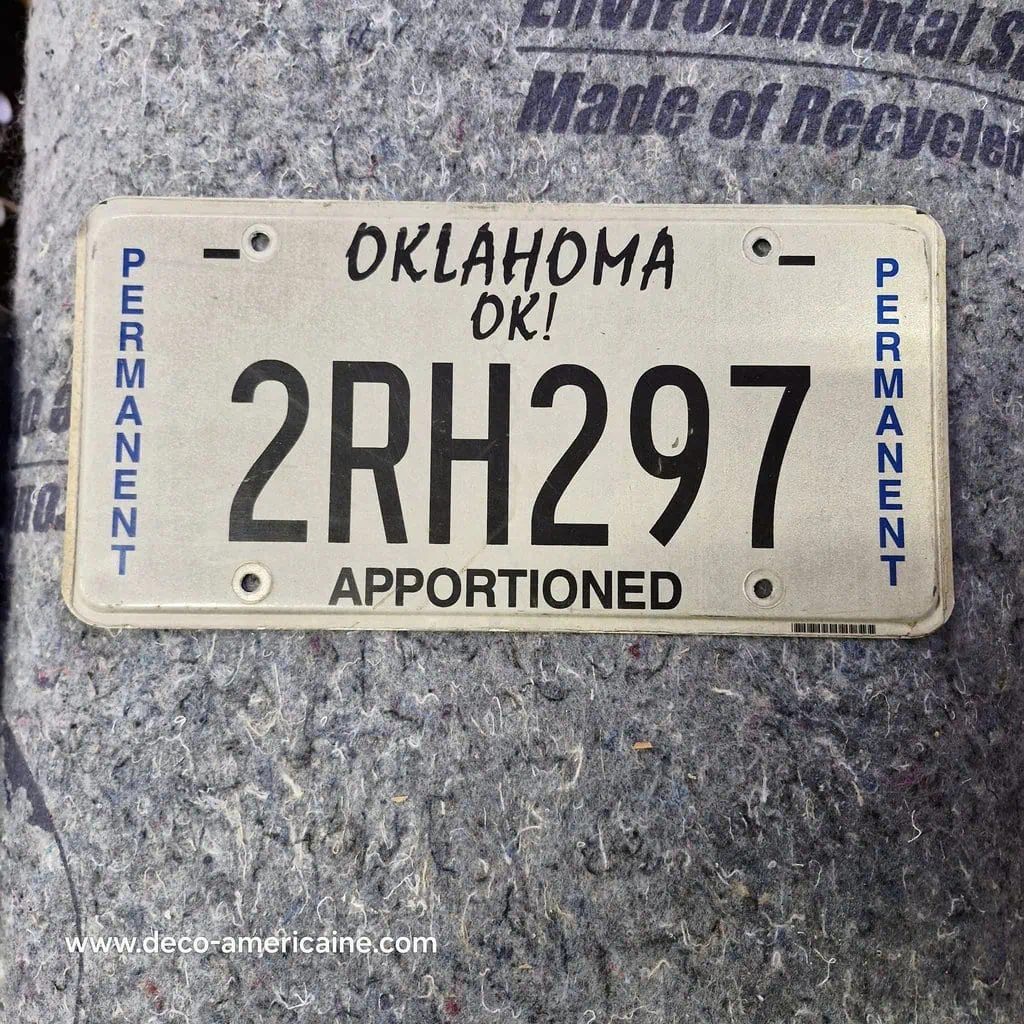 Environmental
Made of Recycled
OKLAHOMA
OK!
PERMANENT
PERMANENT
2RH297
APPORTIONED
www.deco-americaine.com